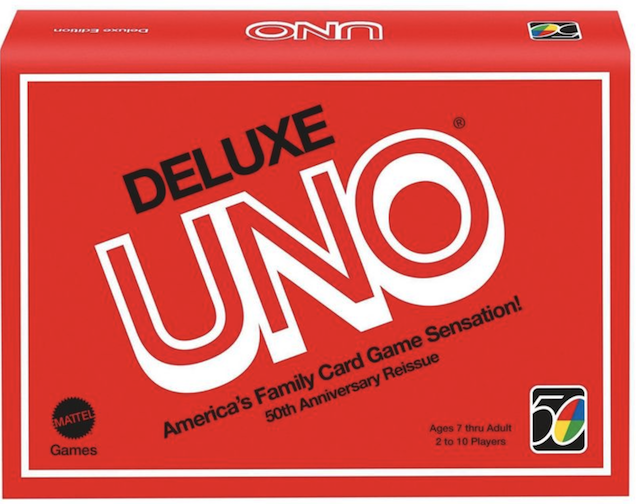 Deluxe Edition
UNO
DELUXE
UNO®
America's Family Card Game Sensation!
50th Anniversary Reissue
MATTEL
Games
Ages 7 thru Adult
2 to 10 Players
50